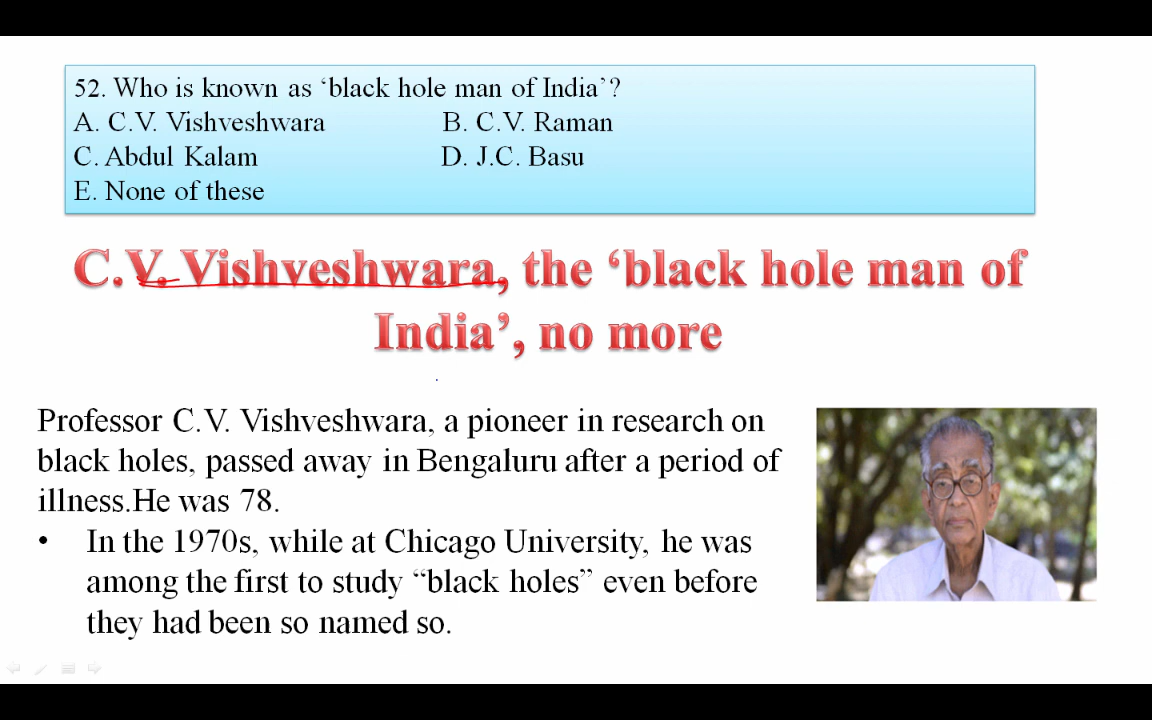 52. Who is known as ‘black hole man of India’?
A. C.V. Vishveshwara B. C.V. Raman
C. Abdul Kalam D. J.C. Basu
E. None of these
C.V. Vishveshwara, the ‘black hole man of
India’, no more
Professor C.V. Vishveshwara, a pioneer in research on
black holes, passed away in Bengaluru after a period of
illness.He was 78.
• In the 1970s, while at Chicago University, he was
among the first to study “black holes” even before
they had been so named so.